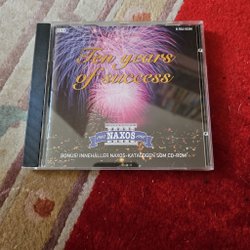 Ten years
of success
NAXOS
BONUS! INNEHÅLLER NAXOS-KATALOGEN SOM CD-ROM